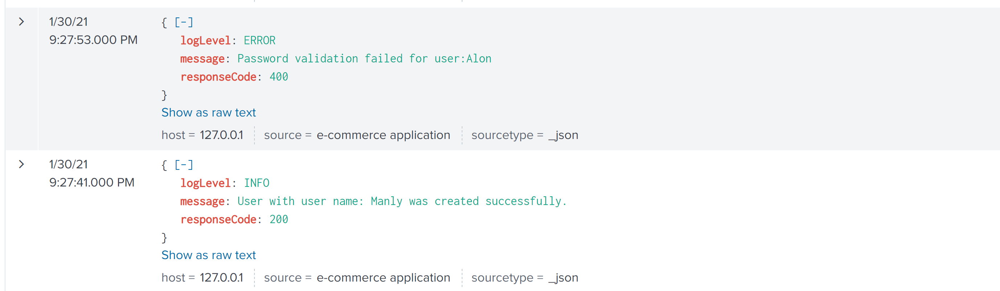 > 1/30/21 { [-]
9:27:53.000 PM logLevel: ERROR
message: Password validation failed for user:Alon
responseCode: 400
}
Show as raw text
host = 127.0.0.1 source = e-commerce application sourcetype = _json
> 1/30/21 { [-]
9:27:41.000 PM logLevel: INFO
message: User with user name: Manly was created successfully.
responseCode: 200
}
Show as raw text
host = 127.0.0.1 source = e-commerce application sourcetype = _json